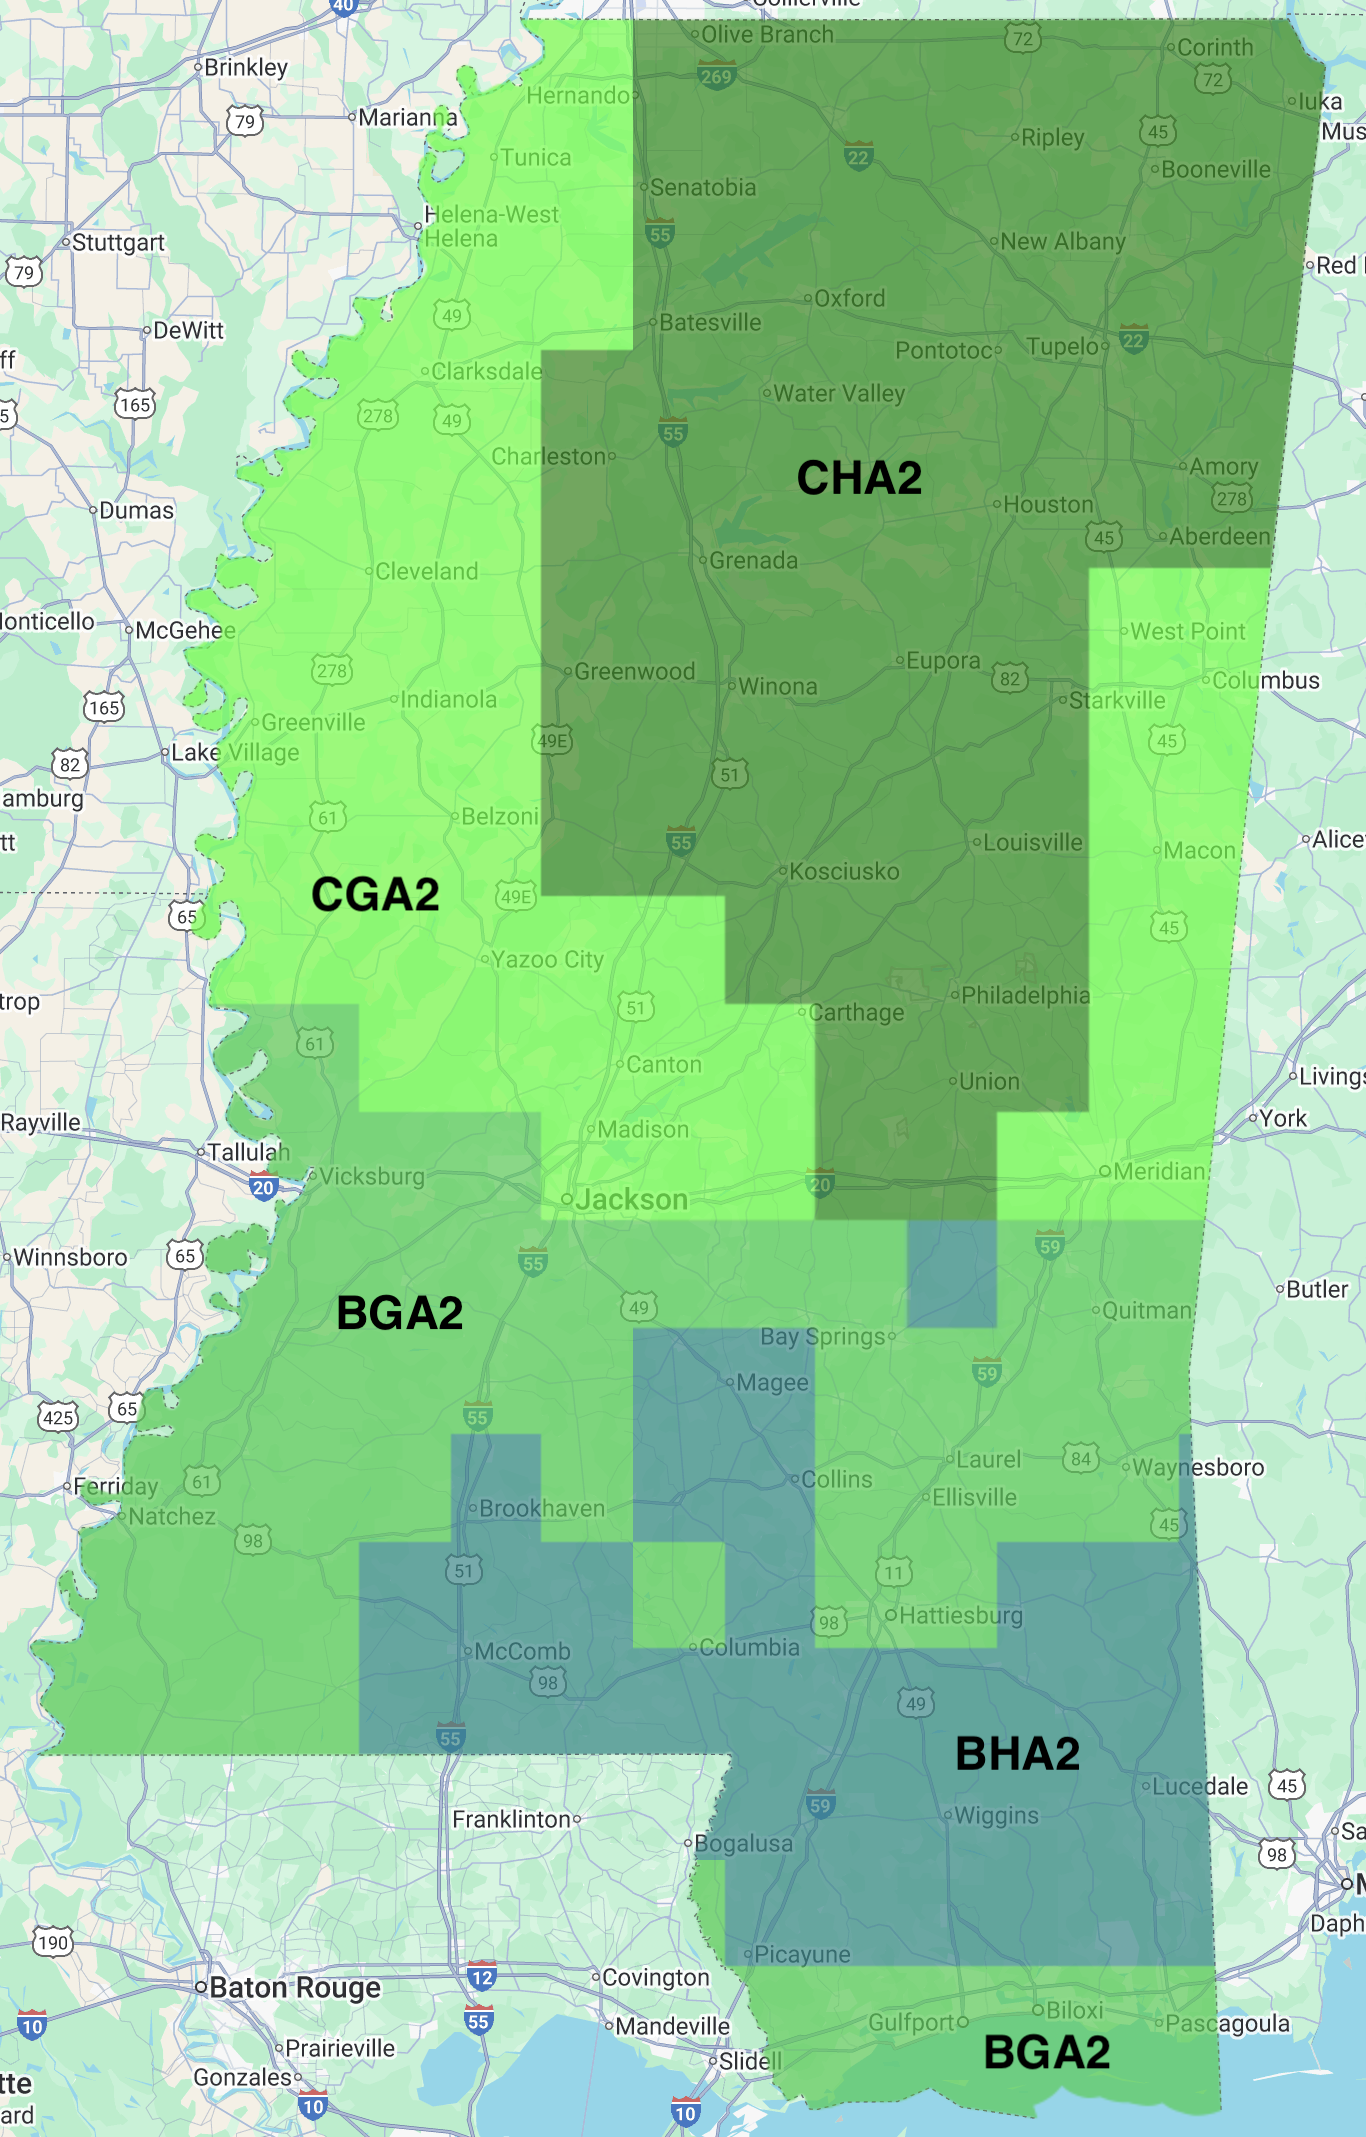 40
Collierville
Olive Branch
72
Corinth
Brinkley
269
72
Hernando
Iuka
79
Marianna
45
Mus
Ripley
22
Tunica
Booneville
Senatobia
Helena-West
Helena
55
Stuttgart
New Albany
79
Red
Oxford
49
Batesville
DeWitt
22
ff
Pontotoc
Tupelo
Clarksdale
Water Valley
165
5
278
49
55
Charleston
Amory
CHA2
278
Houston
Dumas
45
Aberdeen
Grenada
Cleveland
onticello
McGehee
West Point
Eupora
278
Greenwood
82
Columbus
Winona
Indianola
Starkville
165
Greenville
49E
45
Lake Village
82
51
amburg
61
Belzoni
tt
55
Louisville
Alice
Macon
Kosciusko
CGA2
49E
65
45
Yazoo City
trop
Philadelphia
51
Carthage
61
Canton
Union
Livings
Rayville
York
Madison
Tallulah
Vicksburg
Meridian
20
20
Jackson
65
59
Winnsboro
55
Butler
BGA2
49
Quitman
Bay Springs
59
Magee
65
425
55
Laurel
84
Waynesboro
Collins
61
Ferriday
Ellisville
Brookhaven
Natchez
45
98
51
11
Hattiesburg
98
McComb
Columbia
98
49
55
BHA2
Lucedale
45
59
Franklinton
Wiggins
Sa
Bogalusa
98
M
Daph
190
Picayune
Baton Rouge
12
Covington
Biloxi
55
10
Gulfport
Pascagoula
Mandeville
Prairieville
BGA2
Slidell
Gonzales
tte
10
10
ard